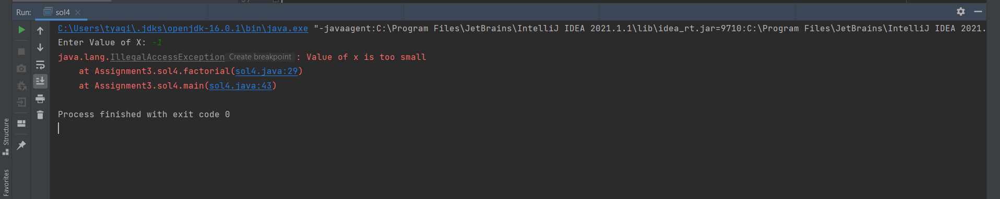 Run: sol4
C:\Users\tyagi\.jdks\openjdk-16.0.1\bin\java.exe "-javaagent:C:\Program Files\JetBrains\IntelliJ IDEA 2021.1.1\lib\idea_rt.jar=9710:C:\Program Files\JetBrains\IntelliJ IDEA 2021.
Enter Value of X: -1
java.lang.IllegalAccessException Create breakpoint : Value of x is too small
at Assignment3.sol4.factorial(sol4.java:29)
at Assignment3.sol4.main(sol4.java:43)
Process finished with exit code 0
Structure
Favorites